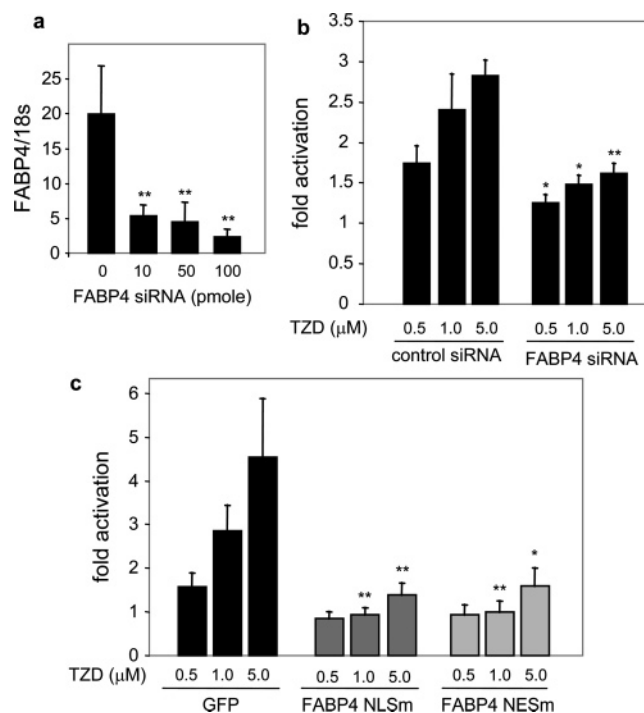 a
FABP4/18s
25
20
15
10
5
0
** ** **
0 10 50 100
FABP4 siRNA (pmole)
b
fold activation
3.5
3
2.5
2
1.5
1
0.5
0
* * **
TZD (μM) 0.5 1.0 5.0 0.5 1.0 5.0
control siRNA FABP4 siRNA
c
fold activation
6
5
4
3
2
1
0
** ** ** *
TZD (μM) 0.5 1.0 5.0 0.5 1.0 5.0 0.5 1.0 5.0
GFP FABP4 NLSm FABP4 NESm